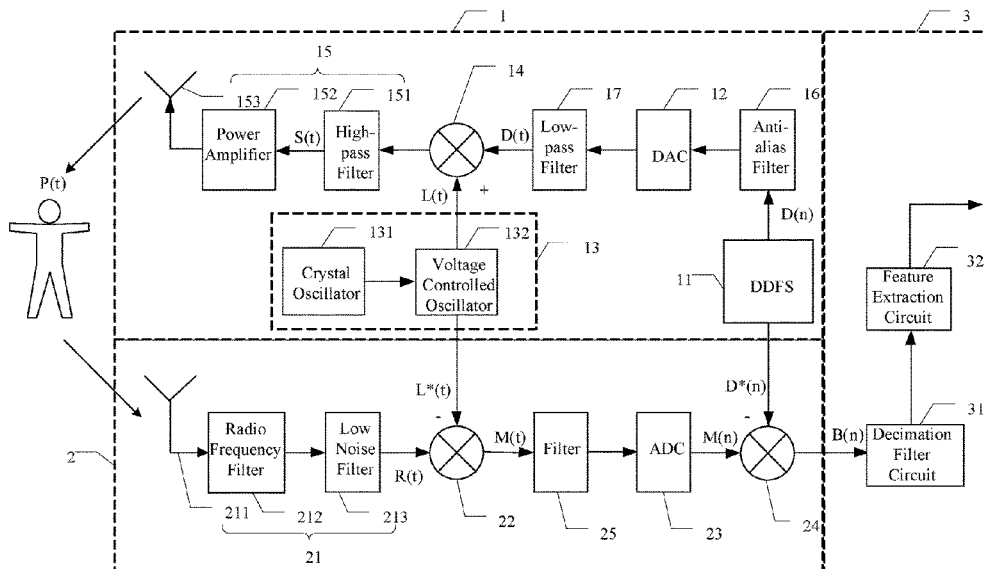 1
3
15
14
153
152
151
17
12
16
Power
Amplifier
S(t)
High-
pass
Filter
D(t)
Low-
pass
Filter
DAC
Anti-
alias
Filter
P(t)
L(t)
+
D(n)
131
132
13
Crystal
Oscillator
Voltage
Controlled
Oscillator
11
DDFS
32
Feature
Extraction
Circuit
L*(t)
D*(n)
-
-
31
2
Radio
Frequency
Filter
Low
Noise
Filter
R(t)
M(t)
Filter
ADC
M(n)
B(n)
Decimation
Filter
Circuit
211
212
213
22
25
23
24
21